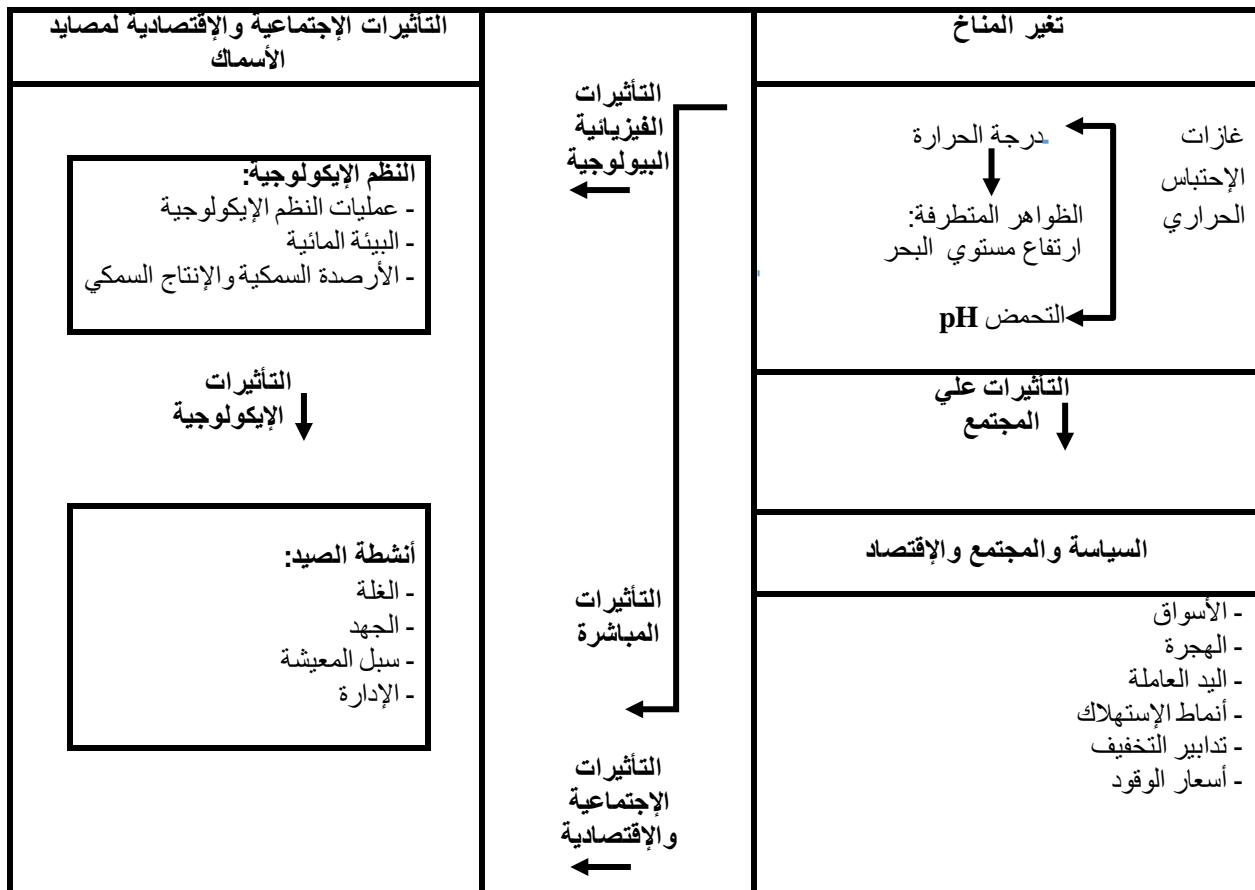 تغير المناخ
غازات
الإحتباس
الحراري
درجة الحرارة
الظواهر المتطرفة:
ارتفاع مستوي البحر
التحمض pH
التأثيرات علي
المجتمع
السياسة والمجتمع والإقتصاد
- الأسواق
- الهجرة
- اليد العاملة
- أنماط الإستهلاك
- تدابير التخفيف
- أسعار الوقود
التأثيرات
الفيزيائية
البيولوجية
التأثيرات
المباشرة
التأثيرات
الإجتماعية
والإقتصادية
التأثيرات الإجتماعية والإقتصادية لمصايد
الأسماك
النظم الإيكولوجية:
- عمليات النظم الإيكولوجية
- البيئة المائية
- الأرصدة السمكية والإنتاج السمكي
التأثيرات
الإيكولوجية
أنشطة الصيد:
- الغلة
- الجهد
- سبل المعيشة
- الإدارة